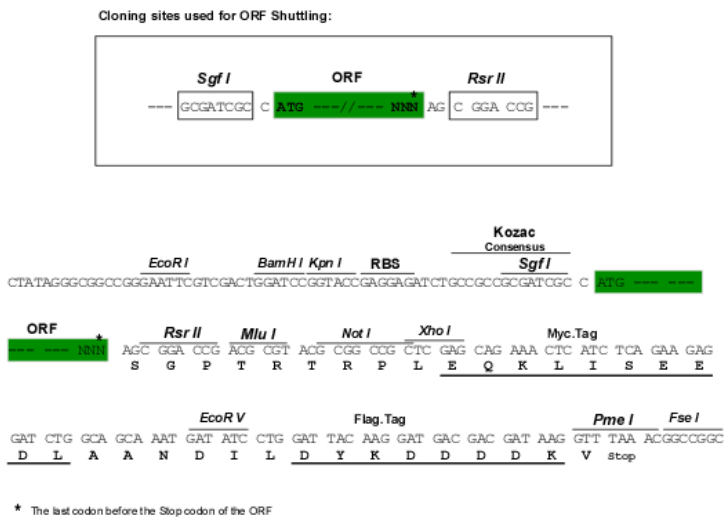 Cloning sites used for ORF Shuttling:
Sgf I ORF Rsr II
*
--- GCGATCGC C ATG ---//--- NNN AG C GGA CCG ---
Kozac
Consensus
EcoR I BamH I Kpn I RBS Sgf I
CTATAGGGCGGCCGGGAATTCGTCGACTGGATCCGGTACCGAGGAGATCTGCCGCCGCGATCGC C ATG ---- ----
ORF * Rsr II Mlu I Not I Xho I Myc.Tag
--- --- NNN AGC GGA CCG ACG CGT ACG CGG CCG CTC GAG CAG AAA CTC ATC TCA GAA GAG
S G P T R T R P L E Q K L I S E E
EcoR V Flag.Tag Pme I Fse I
GAT CTG GCA GCA AAT GAT ATC CTG GAT TAC AAG GAT GAC GAC GAT AAG GTT TAA ACGGCCGGC
D L A A N D I L D Y K D D D D K V Stop
* The last codon before the Stop codon of the ORF